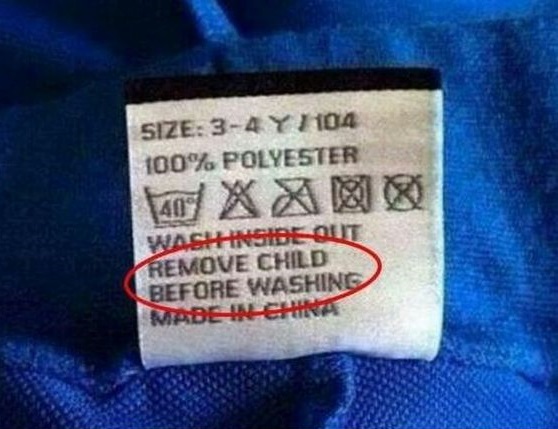 SIZE: 3-4 Y / 104
100% POLYESTER
40°
WASH INSIDE OUT
REMOVE CHILD
BEFORE WASHING
MADE IN CHINA